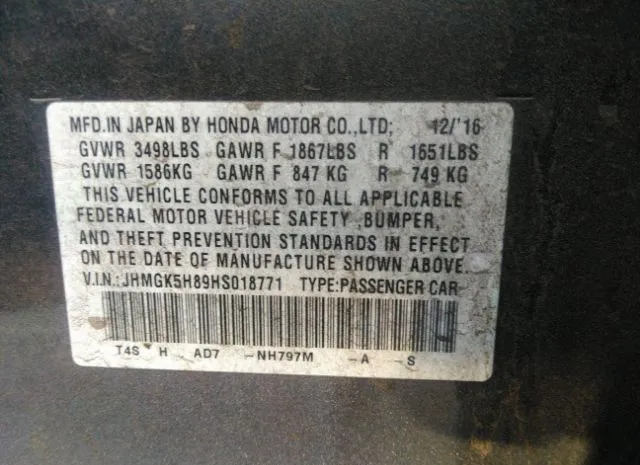 MFD.IN JAPAN BY HONDA MOTOR CO.,LTD; 12/'16
GVWR 3498LBS GAWR F 1867LBS R 1651LBS
GVWR 1586KG GAWR F 847 KG R 749 KG
THIS VEHICLE CONFORMS TO ALL APPLICABLE
FEDERAL MOTOR VEHICLE SAFETY ,BUMPER,
AND THEFT PREVENTION STANDARDS IN EFFECT
ON THE DATE OF MANUFACTURE SHOWN ABOVE.
V.I.N.:JHMGK5H89HS018771 TYPE:PASSENGER CAR
T4S H AD7 -NH797M -A -S